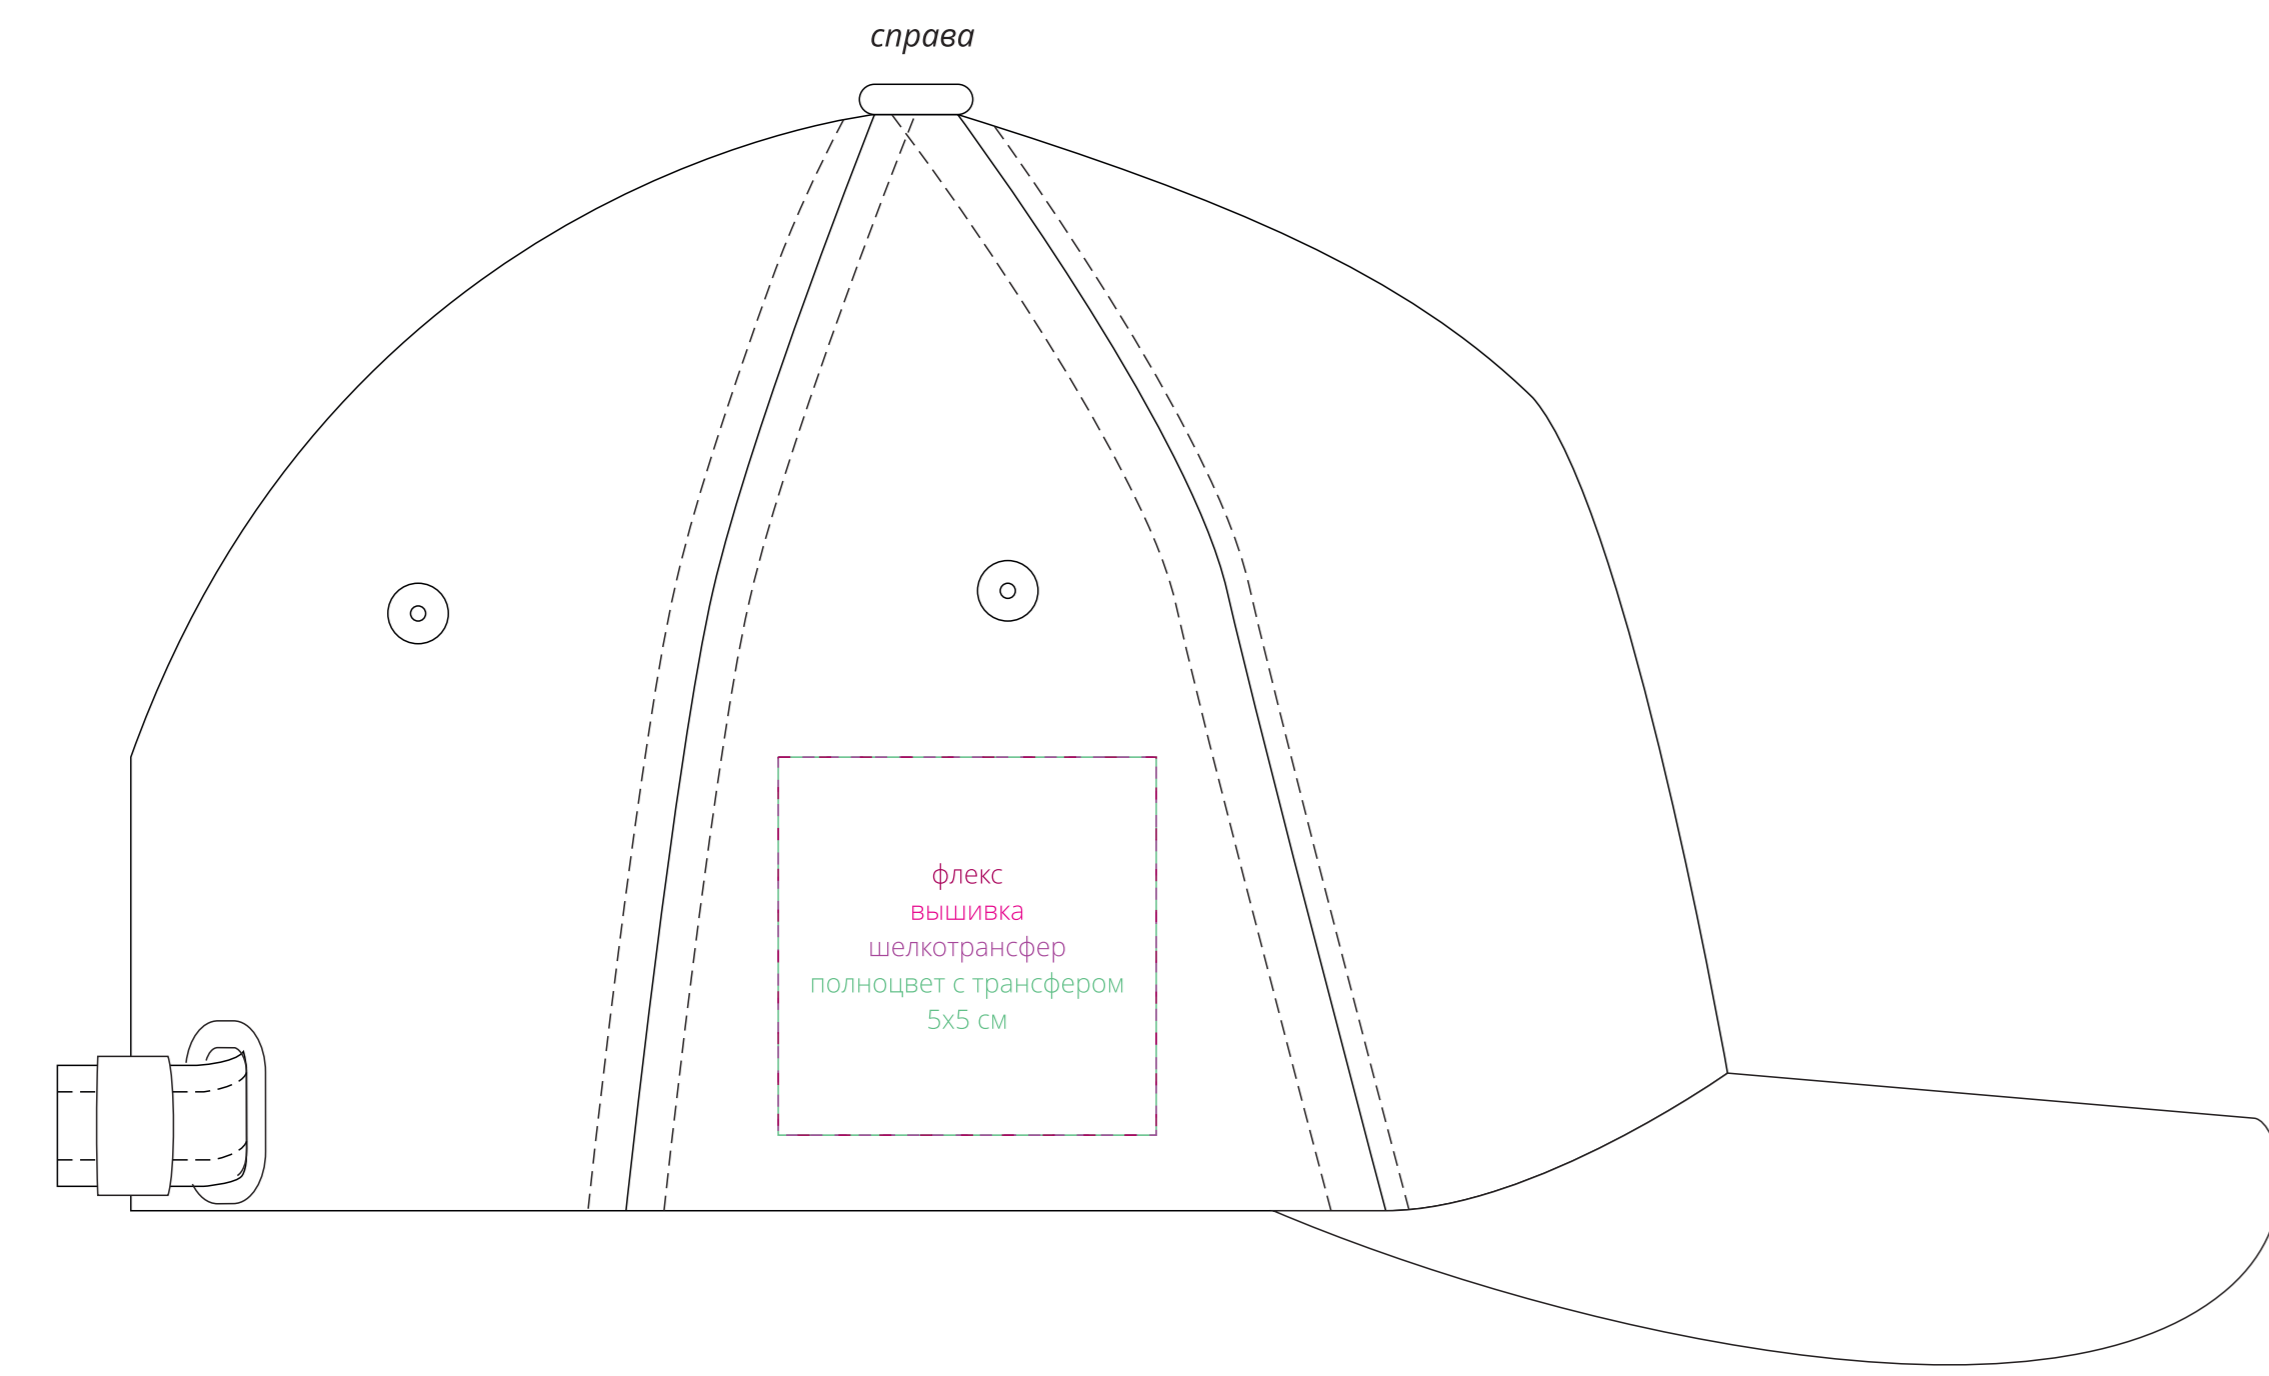 справа
флекс
вышивка
шелкотрансфер
полноцвет с трансфером
5х5 см